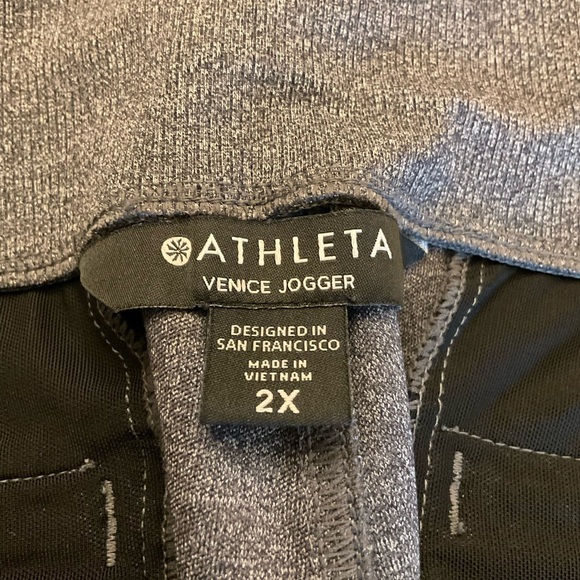 ATHLETA
VENICE JOGGER
DESIGNED IN
SAN FRANCISCO
MADE IN
VIETNAM
2X